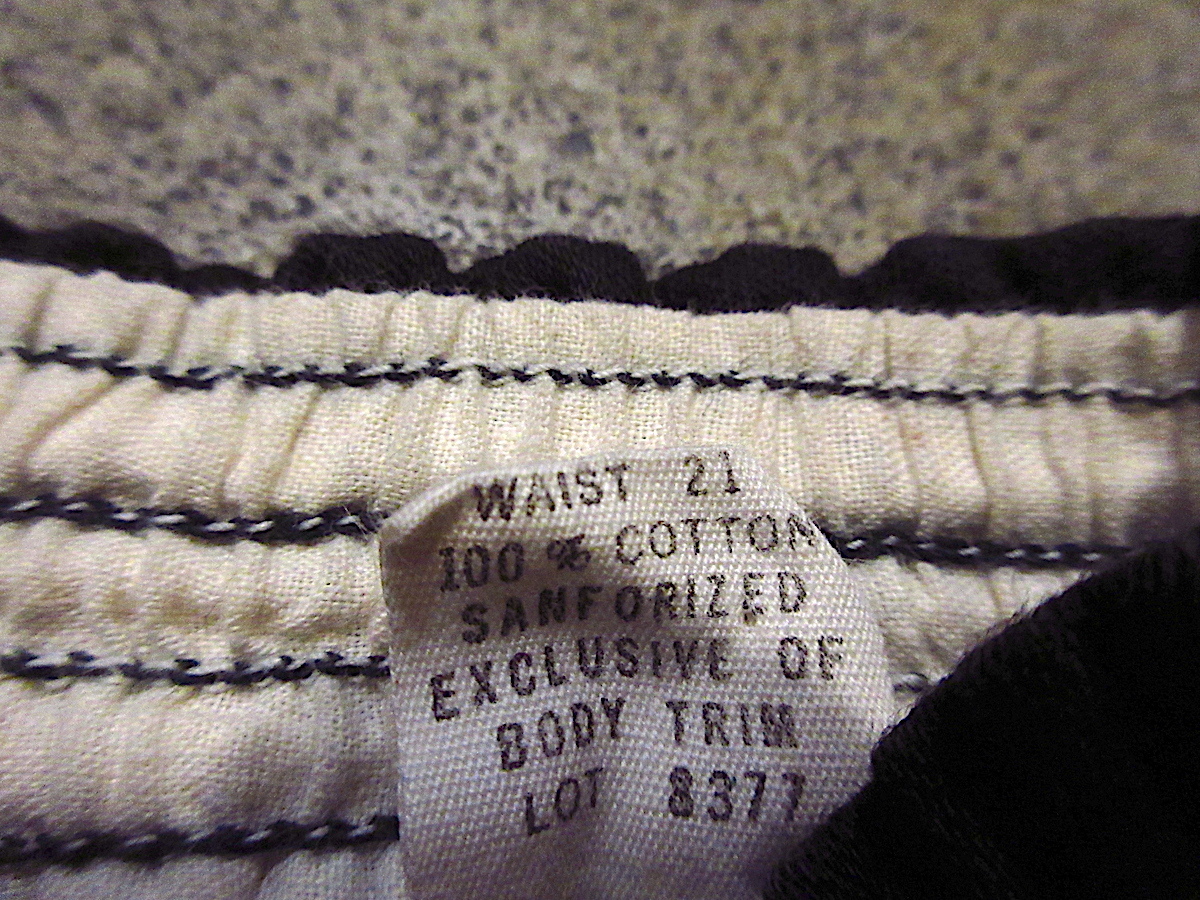 WAIST 21
100 % COTTON
SANFORIZED
EXCLUSIVE OF
BODY TRIM
LOT 8377